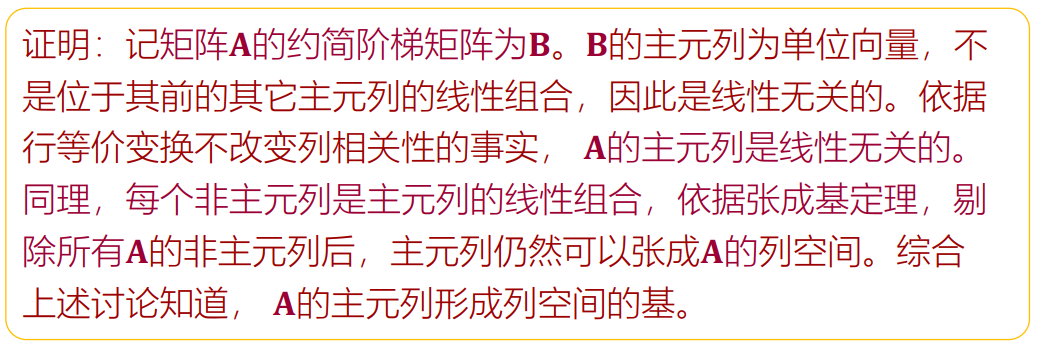 证明：记矩阵A的约简阶梯矩阵为B。B的主元列为单位向量，不
是位于其前的其它主元列的线性组合，因此是线性无关的。依据
行等价变换不改变列相关性的事实， A的主元列是线性无关的。
同理，每个非主元列是主元列的线性组合，依据张成基定理，剔
除所有A的非主元列后，主元列仍然可以张成A的列空间。综合
上述讨论知道， A的主元列形成列空间的基。